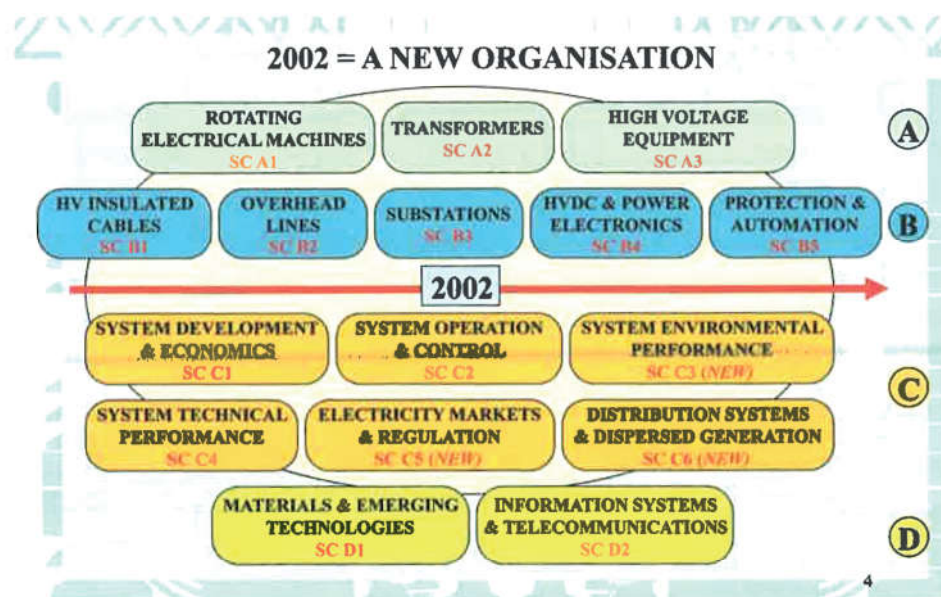 2002 = A NEW ORGANISATION
ROTATING
ELECTRICAL MACHINES
SC A1
TRANSFORMERS
SC A2
HIGH VOLTAGE
EQUIPMENT
SC A3
A
HV INSULATED
CABLES
SC B1
OVERHEAD
LINES
SC B2
SUBSTATIONS
SC B3
HVDC & POWER
ELECTRONICS
SC B4
PROTECTION &
AUTOMATION
SC B5
B
2002
SYSTEM DEVELOPMENT
& ECONOMICS
SC C1
SYSTEM OPERATION
& CONTROL
SC C2
SYSTEM ENVIRONMENTAL
PERFORMANCE
SC C3 (NEW)
C
SYSTEM TECHNICAL
PERFORMANCE
SC C4
ELECTRICITY MARKETS
& REGULATION
SC C5 (NEW)
DISTRIBUTION SYSTEMS
& DISPERSED GENERATION
SC C6 (NEW)
MATERIALS & EMERGING
TECHNOLOGIES
SC D1
INFORMATION SYSTEMS
& TELECOMMUNICATIONS
SC D2
D
4